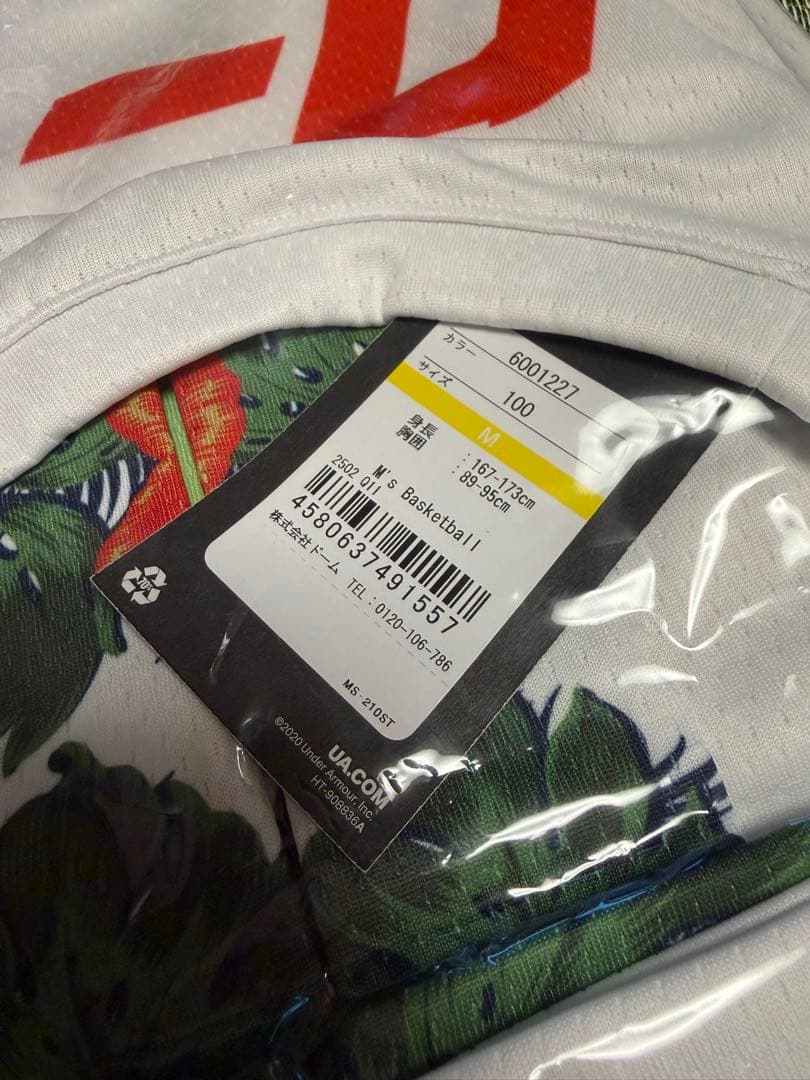 6001227
カラー
サイズ 100
M
身長 : 167-173cm
胸囲 : 89-95cm
M's Basketball
2502 Q11
4580637491557
株式会社ドーム TEL:0120-106-786
MS-210ST
UA.COM
©2020 Under Armour, Inc.
HT-908836A